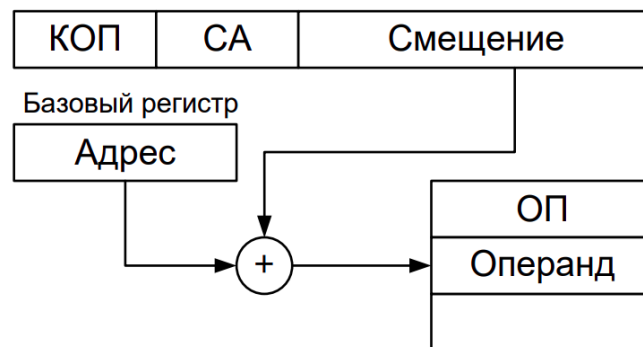 КОП СА Смещение
Базовый регистр
Адрес
ОП
+
Операнд